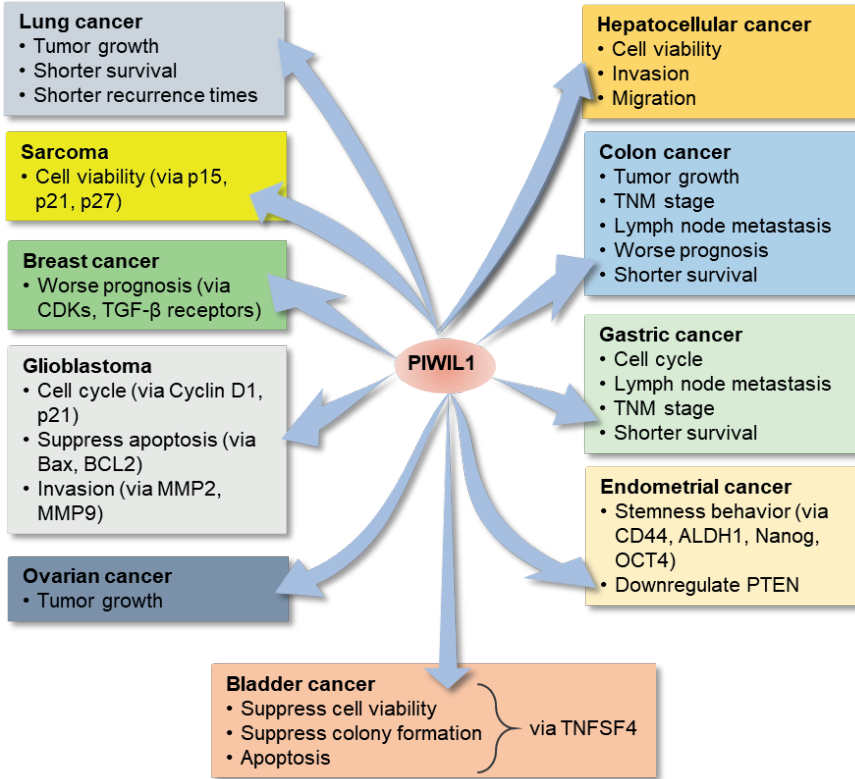 Lung cancer
• Tumor growth
• Shorter survival
• Shorter recurrence times
Sarcoma
• Cell viability (via p15,
p21, p27)
Breast cancer
• Worse prognosis (via
CDKs, TGF-β receptors)
Glioblastoma
• Cell cycle (via Cyclin D1,
p21)
• Suppress apoptosis (via
Bax, BCL2)
• Invasion (via MMP2,
MMP9)
Ovarian cancer
• Tumor growth
PIWIL1
Hepatocellular cancer
• Cell viability
• Invasion
• Migration
Colon cancer
• Tumor growth
• TNM stage
• Lymph node metastasis
• Worse prognosis
• Shorter survival
Gastric cancer
• Cell cycle
• Lymph node metastasis
• TNM stage
• Shorter survival
Endometrial cancer
• Stemness behavior (via
CD44, ALDH1, Nanog,
OCT4)
• Downregulate PTEN
Bladder cancer
• Suppress cell viability
• Suppress colony formation
• Apoptosis
via TNFSF4